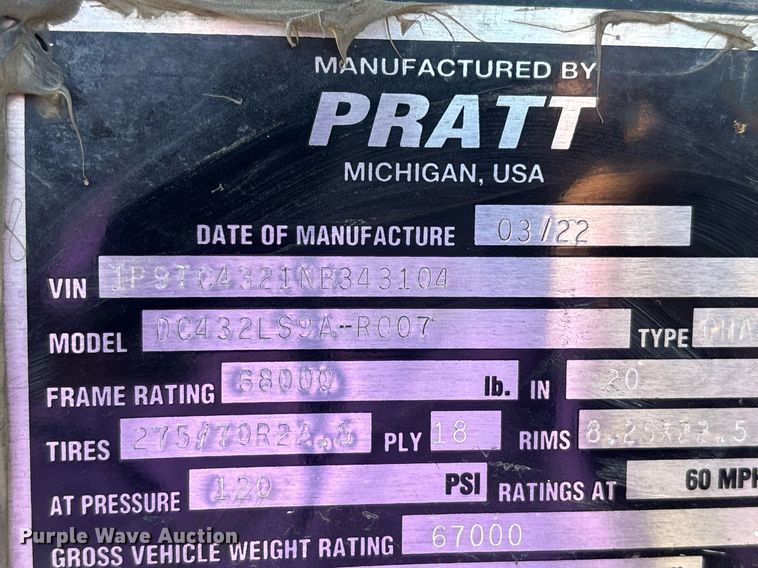 MANUFACTURED BY
PRATT
MICHIGAN, USA
DATE OF MANUFACTURE 03/22
VIN 1P9TC4321NB343104
MODEL DC432LS9A-R007 TYPE CHA
FRAME RATING 68000 lb. IN 20
TIRES 275/70R22.5 PLY 18 RIMS 8.25X22.5
AT PRESSURE 120 PSI RATINGS AT 60 MPH
GROSS VEHICLE WEIGHT RATING 67000
Purple Wave Auction